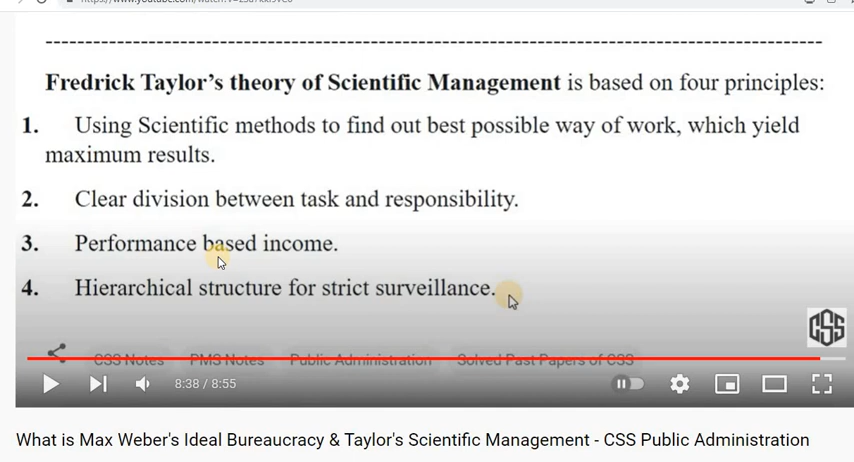 Fredrick Taylor's theory of Scientific Management is based on four principles:
1. Using Scientific methods to find out best possible way of work, which yield
maximum results.
2. Clear division between task and responsibility.
3. Performance based income.
4. Hierarchical structure for strict surveillance.
CSS
CSS Notes PMS Notes Public Administration Solved Past Papers of CSS
8:38 / 8:55
What is Max Weber's Ideal Bureaucracy & Taylor's Scientific Management - CSS Public Administration